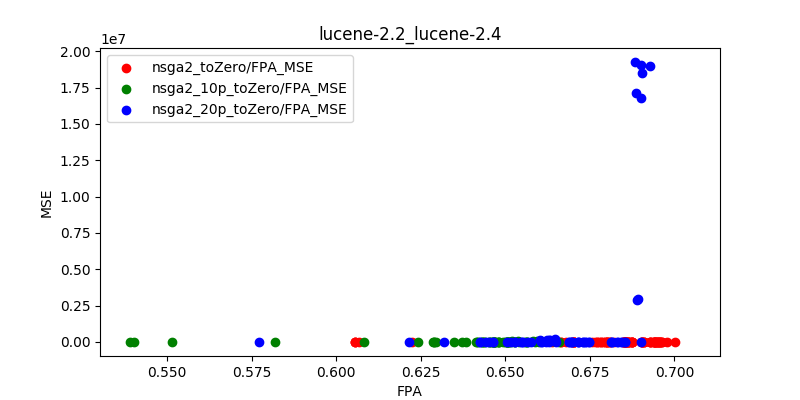 lucene-2.2_lucene-2.4
1e7
nsga2_toZero/FPA_MSE
nsga2_10p_toZero/FPA_MSE
nsga2_20p_toZero/FPA_MSE
2.00
1.75
1.50
1.25
1.00
0.75
0.50
0.25
0.00
MSE
0.550
0.575
0.600
0.625
0.650
0.675
0.700
FPA